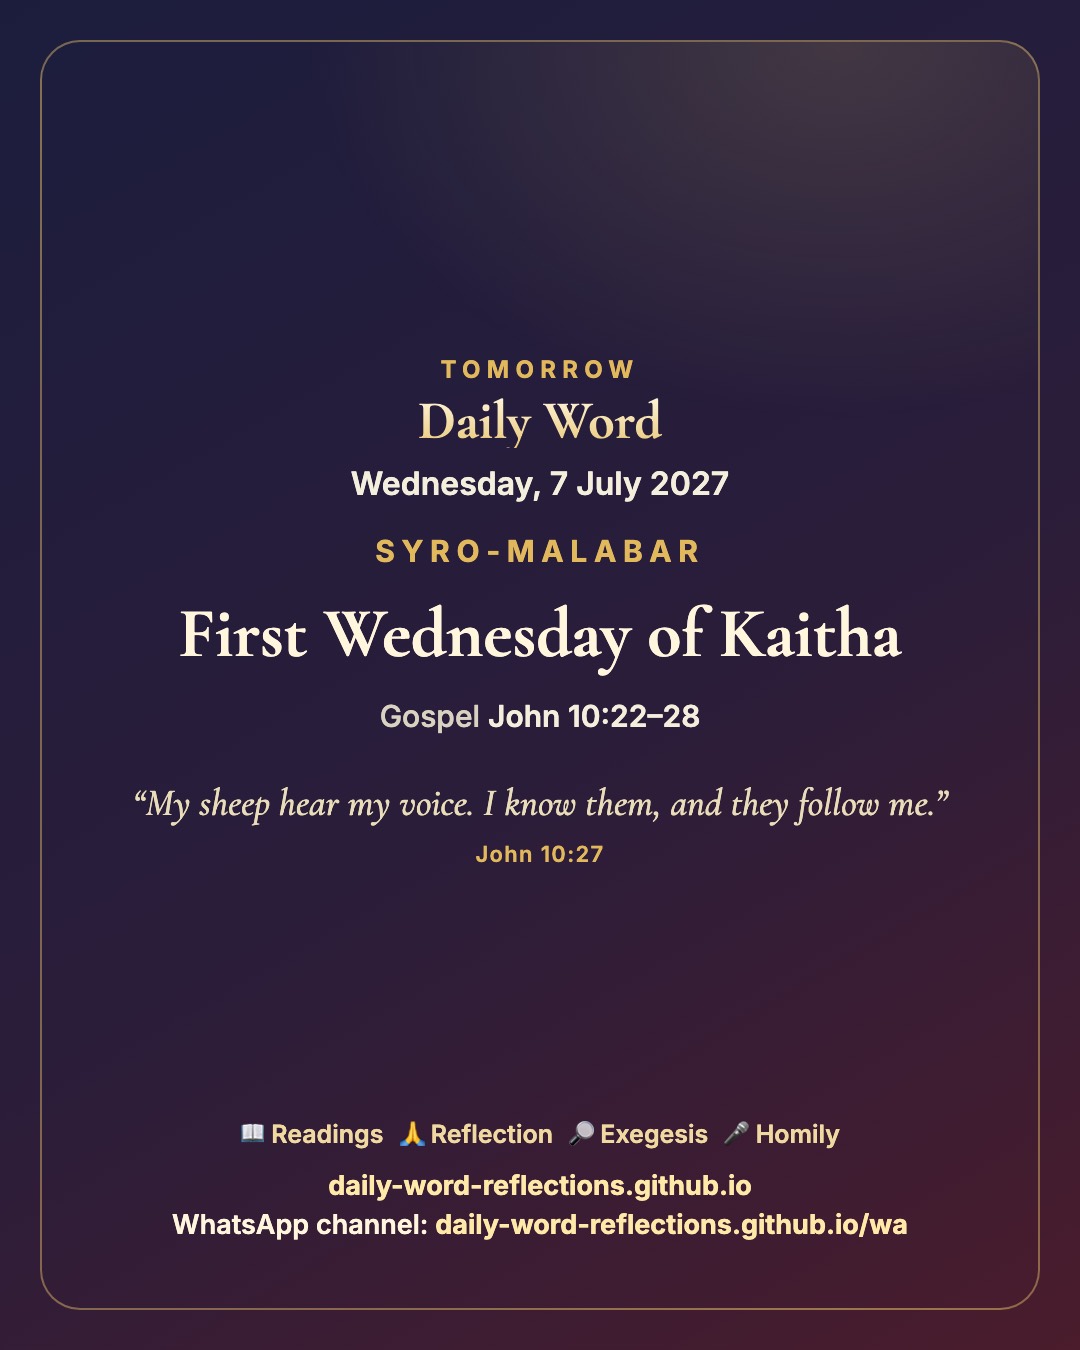 TOMORROW
Daily Word
Wednesday, 7 July 2027
SYRO-MALABAR
First Wednesday of Kaitha
Gospel John 10:22–28
“My sheep hear my voice. I know them, and they follow me.”
John 10:27
📖 Readings 🙏 Reflection 🔎 Exegesis 🎤 Homily
daily-word-reflections.github.io
WhatsApp channel: daily-word-reflections.github.io/wa